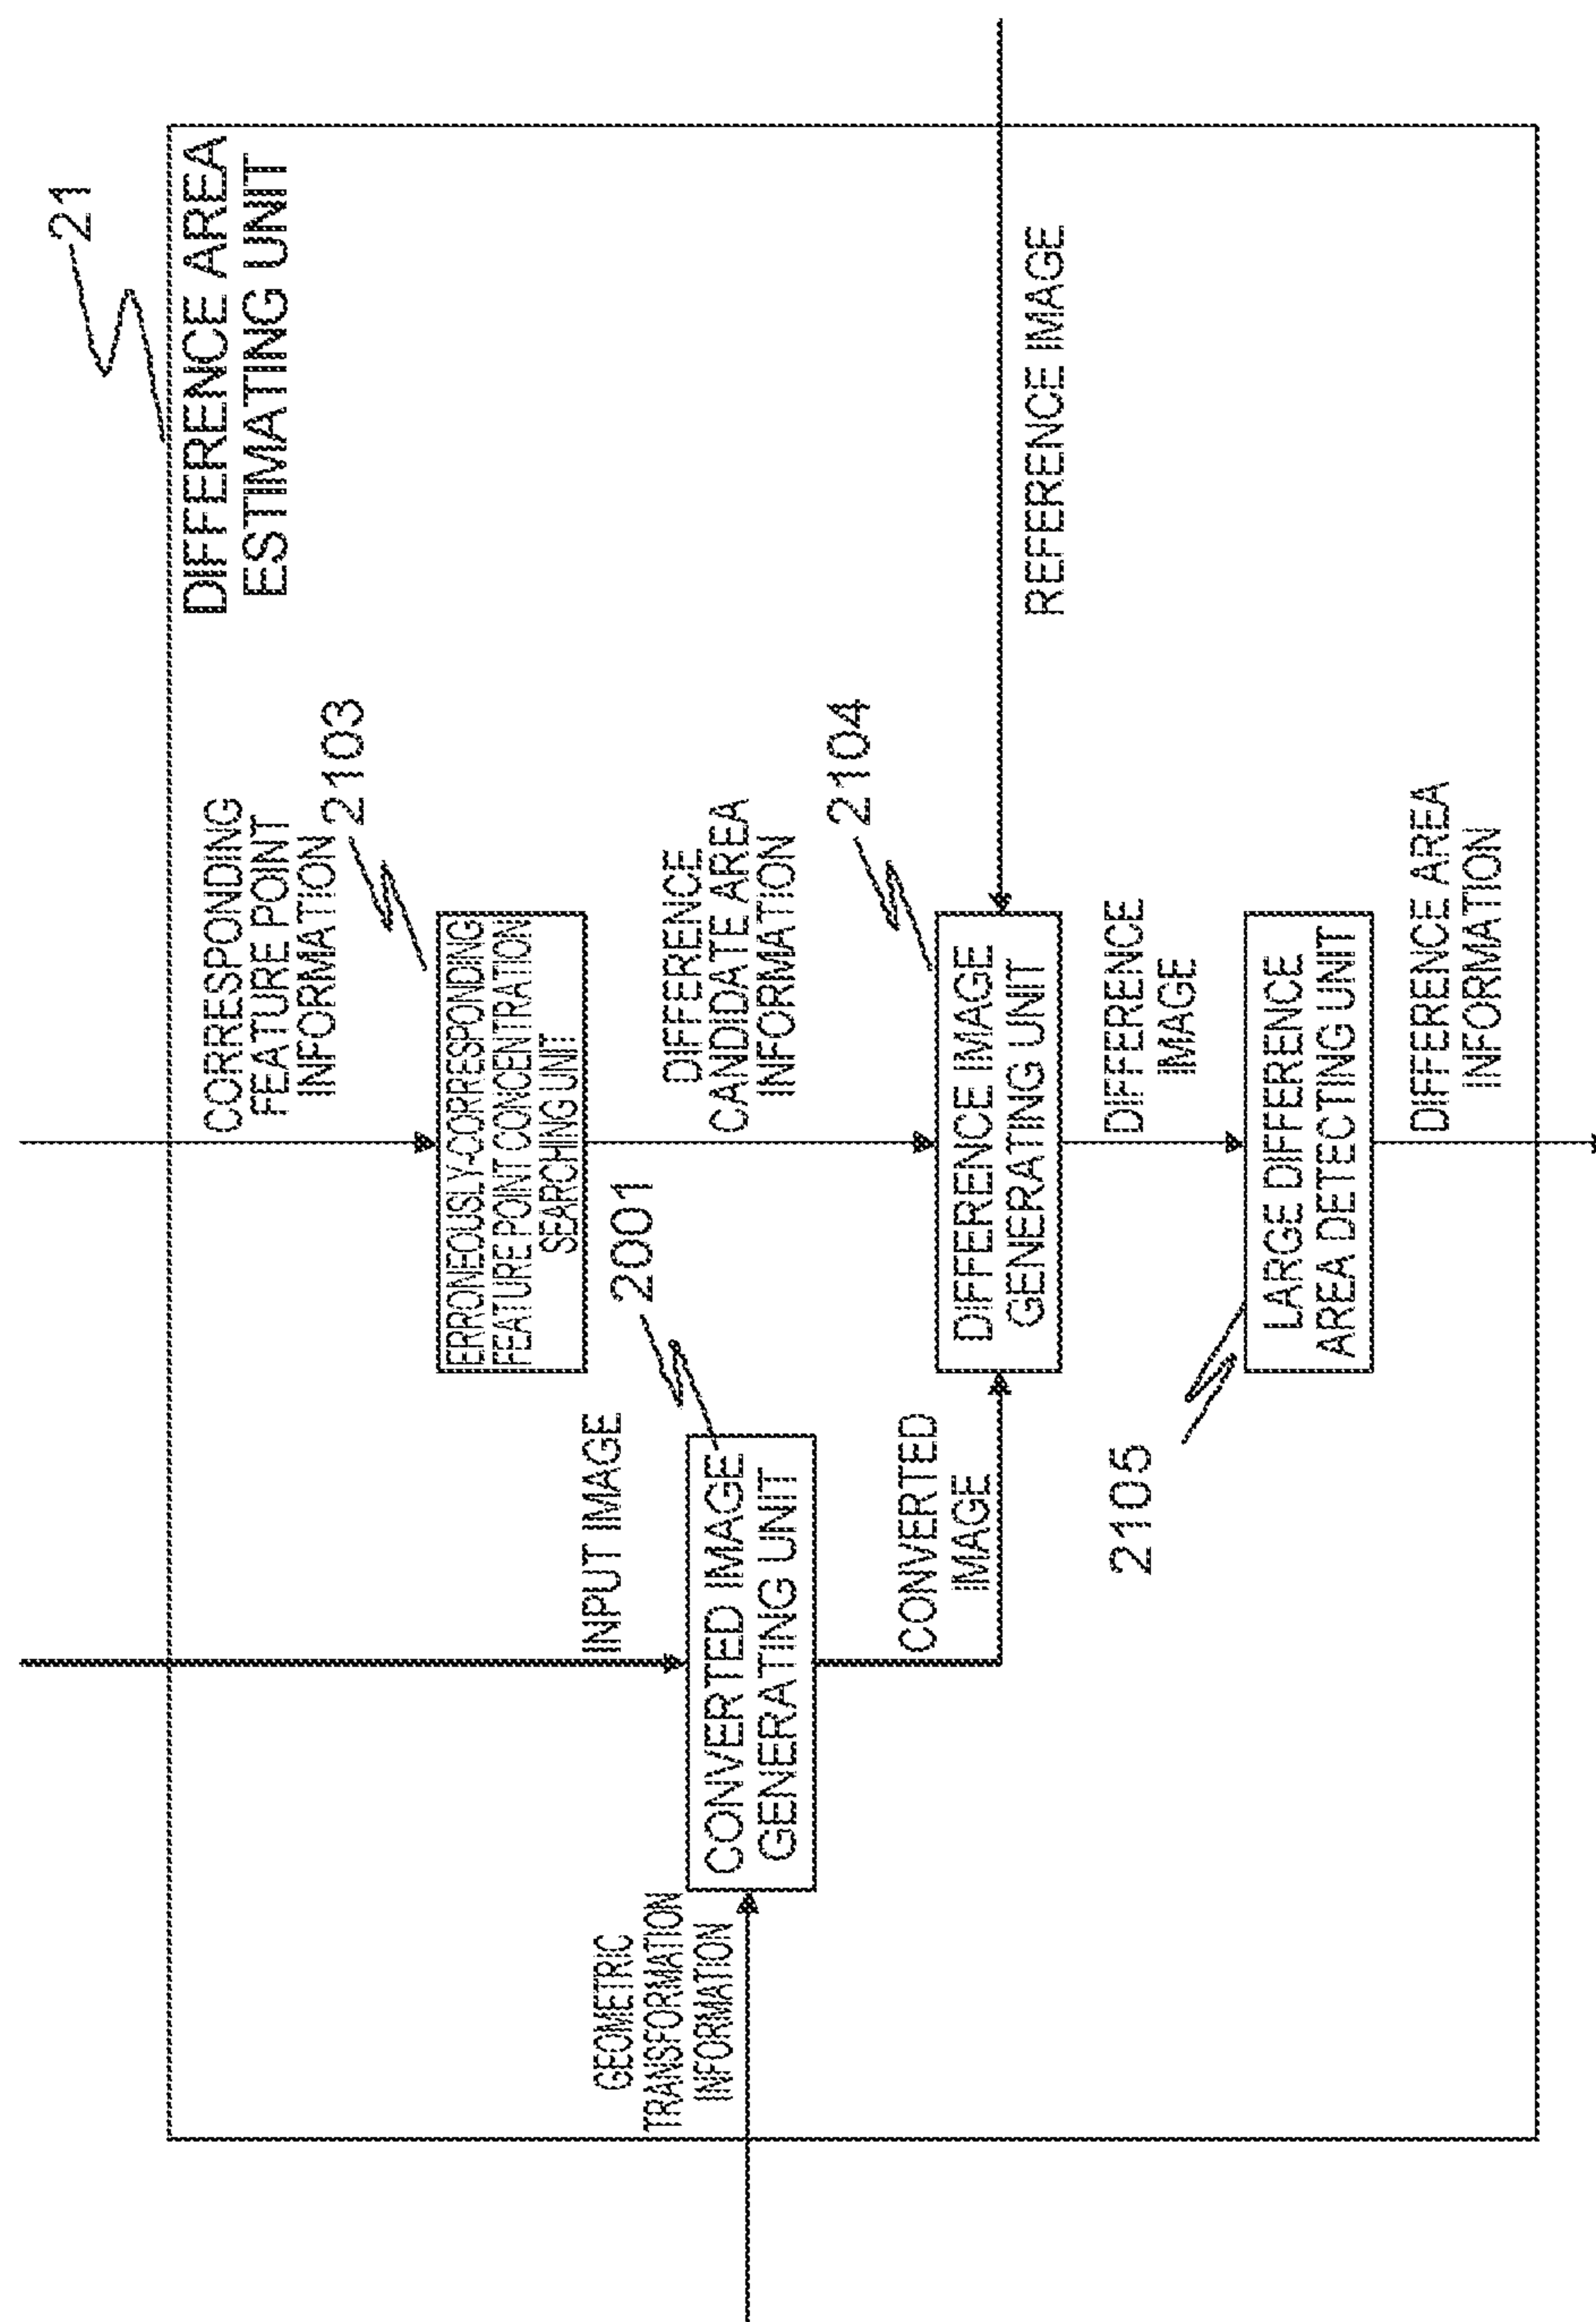 21
DIFFERENCE AREA
ESTIMATING UNIT
CORRESPONDING
FEATURE POINT
INFORMATION
2103
ERRONEOUSLY-CORRESPONDING
FEATURE POINT CONCENTRATION
SEARCHING UNIT
INPUT IMAGE
2001
GEOMETRIC
TRANSFORMATION
INFORMATION
CONVERTED IMAGE
GENERATING UNIT
DIFFERENCE
CANDIDATE AREA
INFORMATION
2104
CONVERTED
IMAGE
DIFFERENCE IMAGE
GENERATING UNIT
REFERENCE IMAGE
DIFFERENCE
IMAGE
2105
LARGE DIFFERENCE
AREA DETECTING UNIT
DIFFERENCE AREA
INFORMATION